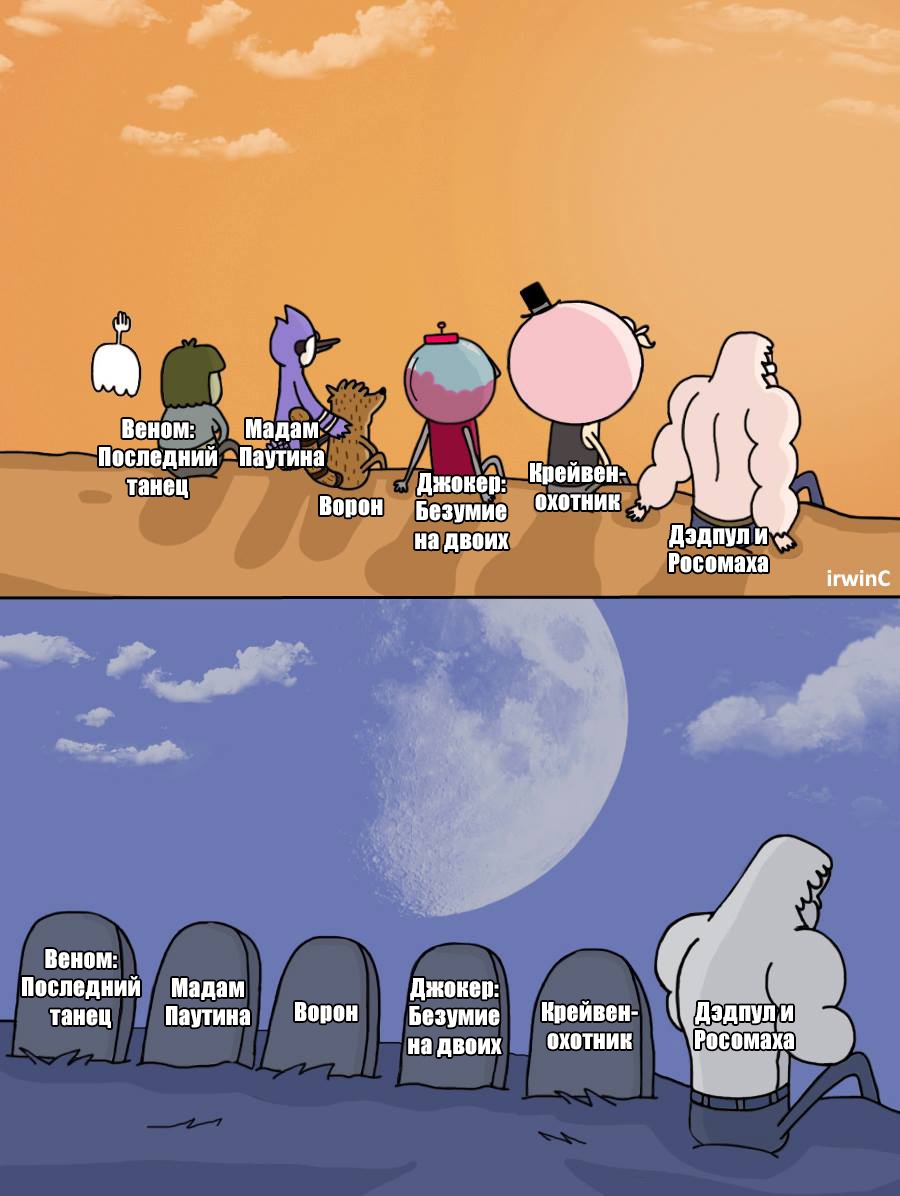 Веном:
Последний
танец
Мадам
Паутина
Ворон
Джокер:
Безумие
на двоих
Крейвен-
охотник
Дэдпул и
Росомаха
irwinC
Веном:
Последний
танец
Мадам
Паутина
Ворон
Джокер:
Безумие
на двоих
Крейвен-
охотник
Дэдпул и
Росомаха